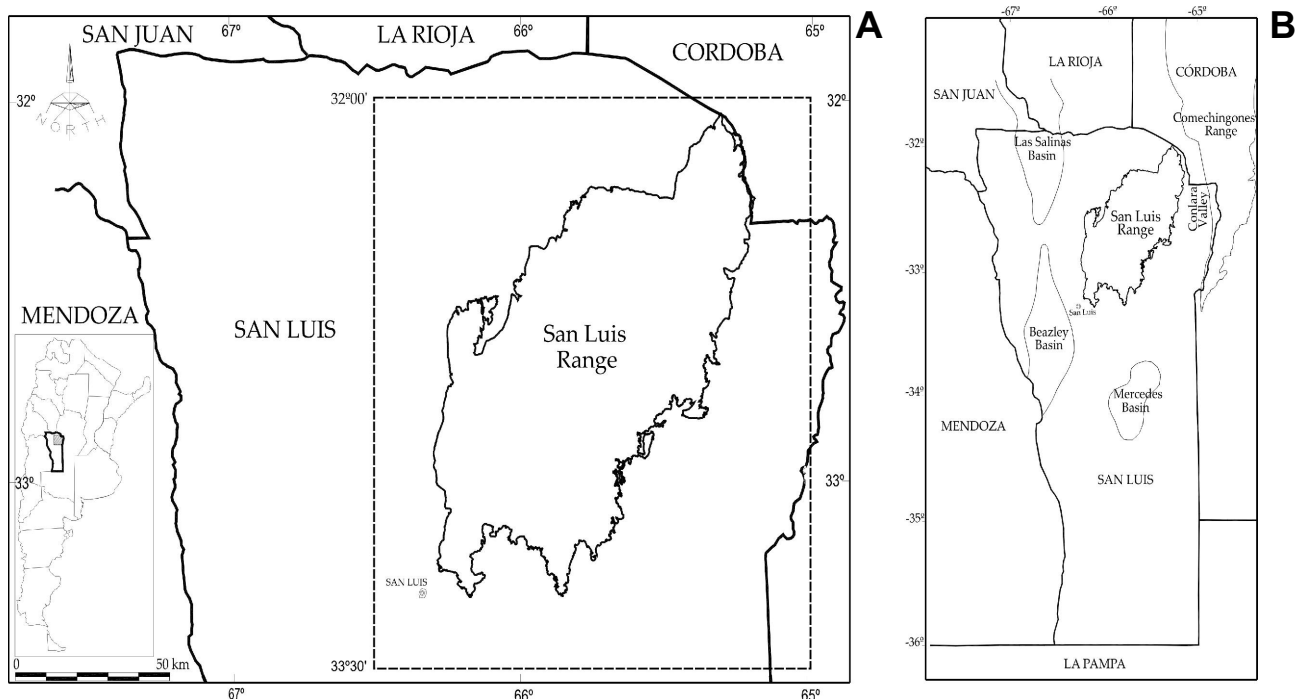 A
SAN JUAN
67º
LA RIOJA
66º
65º
CORDOBA
32º
32º00'
32º
NORTH
MENDOZA
SAN LUIS
San Luis
Range
33º
33º
SAN LUIS
33º30'
0
50 km
67º
66º
65º
B
-67º
-66º
-65º
LA RIOJA
CÓRDOBA
SAN JUAN
Comechingones
Range
-32º
Las Salinas
Basin
Conlara
Valley
San Luis
Range
-33º
San Luis
Beazley
Basin
-34º
Mercedes
Basin
MENDOZA
SAN LUIS
-35º
-36º
LA PAMPA